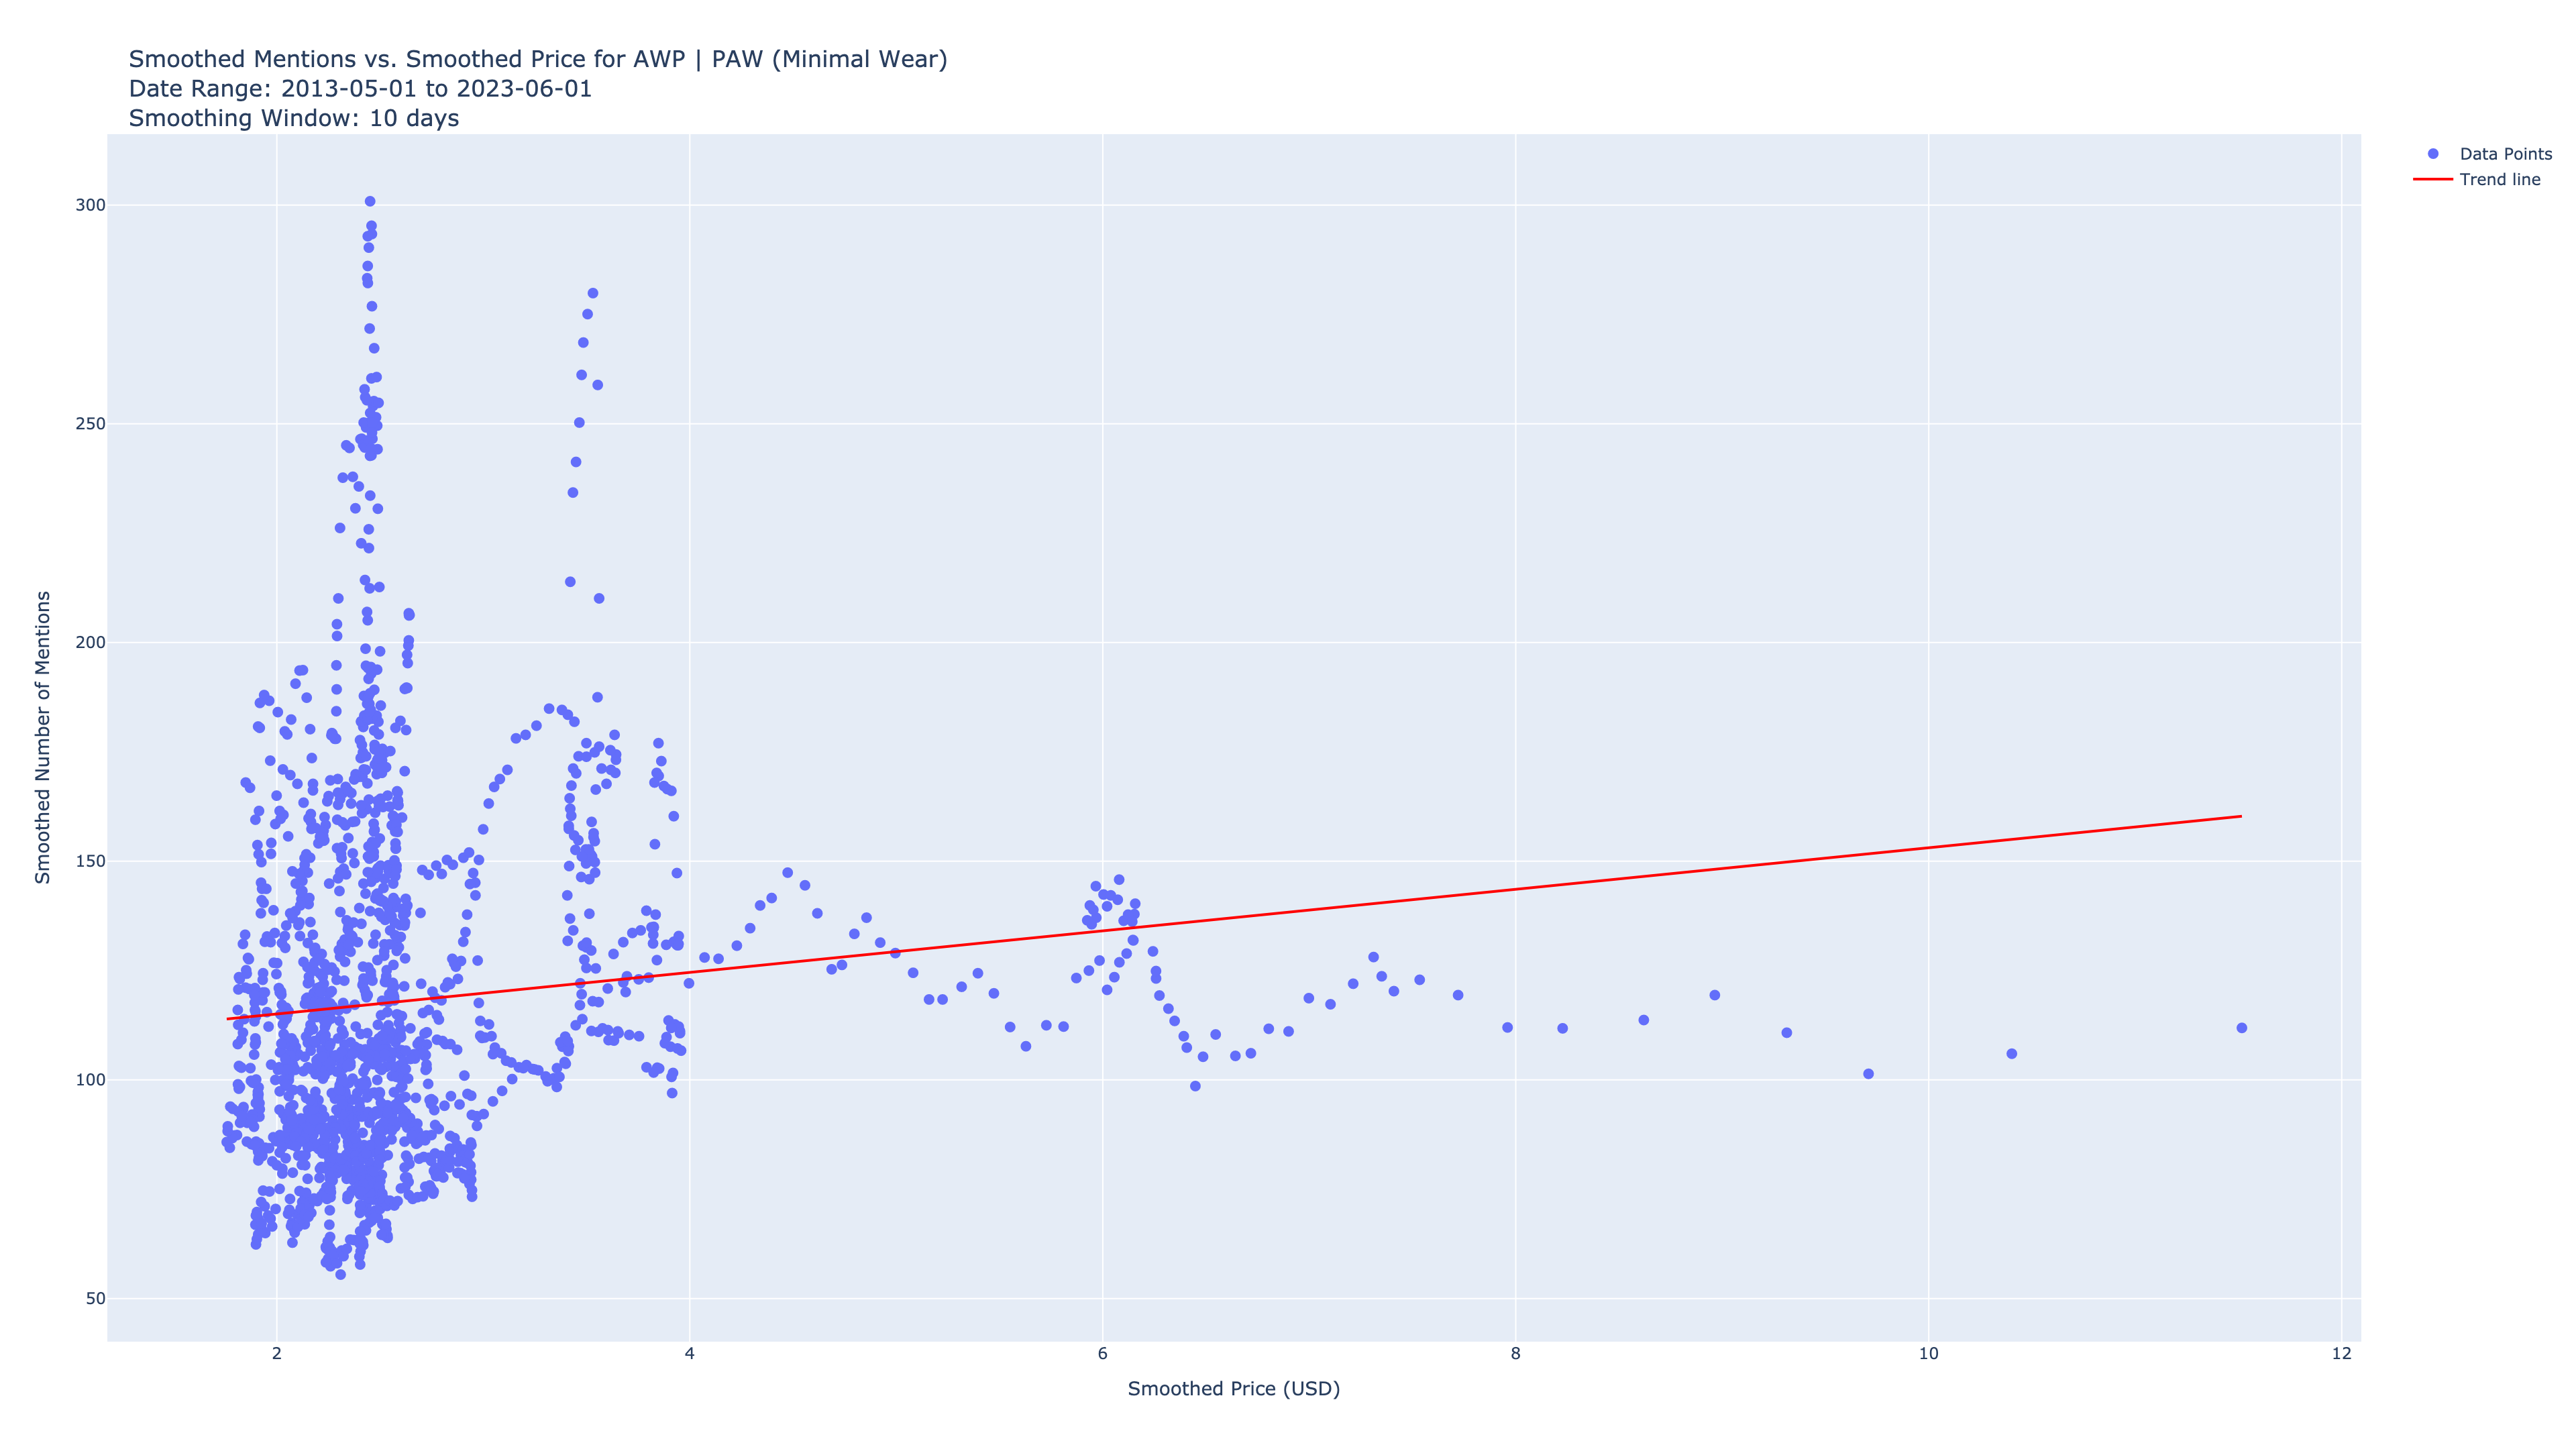 Smoothed Mentions vs. Smoothed Price for AWP | PAW (Minimal Wear)
Date Range: 2013-05-01 to 2023-06-01
Smoothing Window: 10 days
Data Points
Trend line
300
250
200
150
100
50
Smoothed Number of Mentions
2 4 6 8 10 12
Smoothed Price (USD)